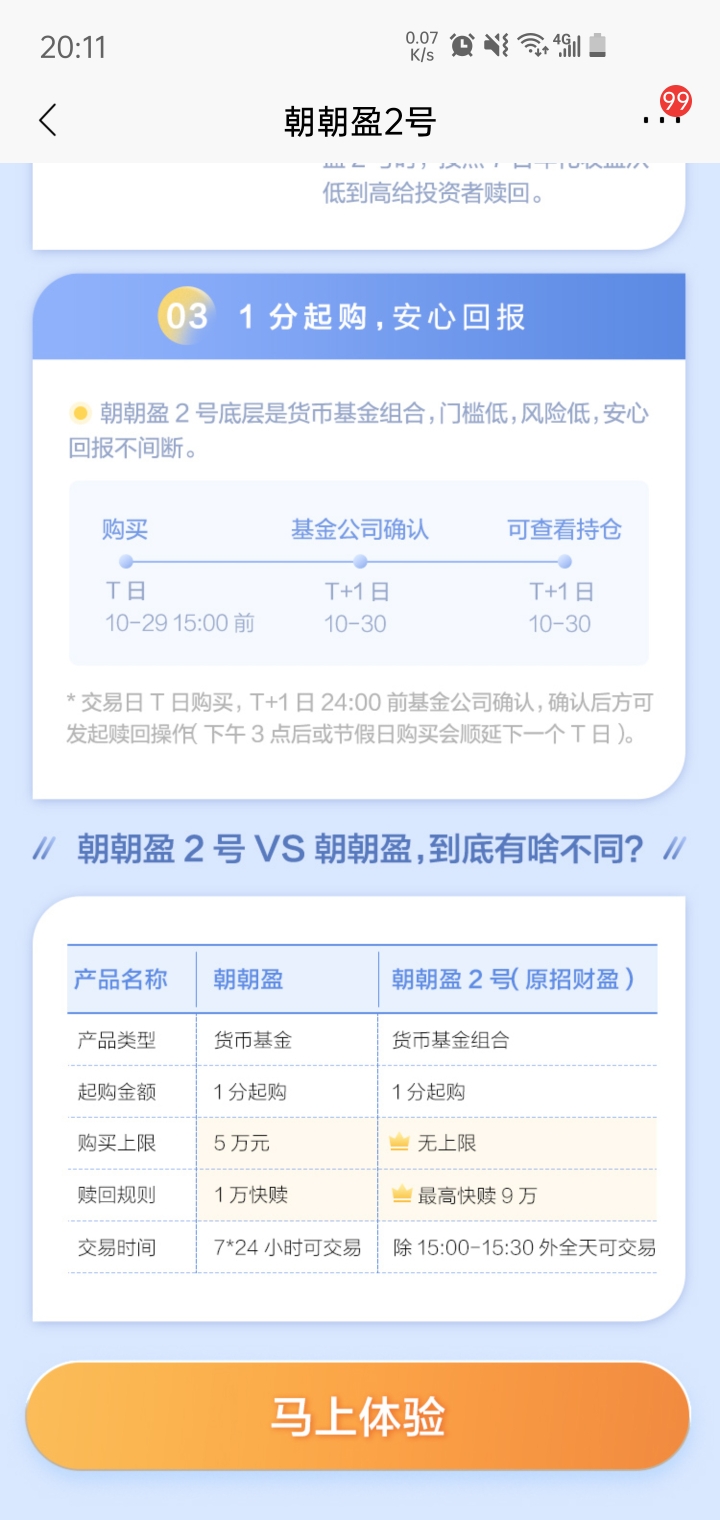 20:11
0.07
K/s
4G
朝朝盈2号
99
低到高给投资者赎回。
03 1 分起购,安心回报
朝朝盈 2 号底层是货币基金组合,门槛低,风险低,安心
回报不间断。
购买 基金公司确认 可查看持仓
T 日 T+1 日 T+1 日
10-29 15:00 前 10-30 10-30
* 交易日 T 日购买, T+1 日 24:00 前基金公司确认, 确认后方可
发起赎回操作( 下午 3 点后或节假日购买会顺延下一个 T 日 )。
// 朝朝盈 2 号 VS 朝朝盈,到底有啥不同? //
产品名称 朝朝盈 朝朝盈 2 号( 原招财盈 )
产品类型 货币基金 货币基金组合
起购金额 1 分起购 1 分起购
购买上限 5 万元 无上限
赎回规则 1 万快赎 最高快赎 9 万
交易时间 7*24 小时可交易 除 15:00-15:30 外全天可交易
马上体验